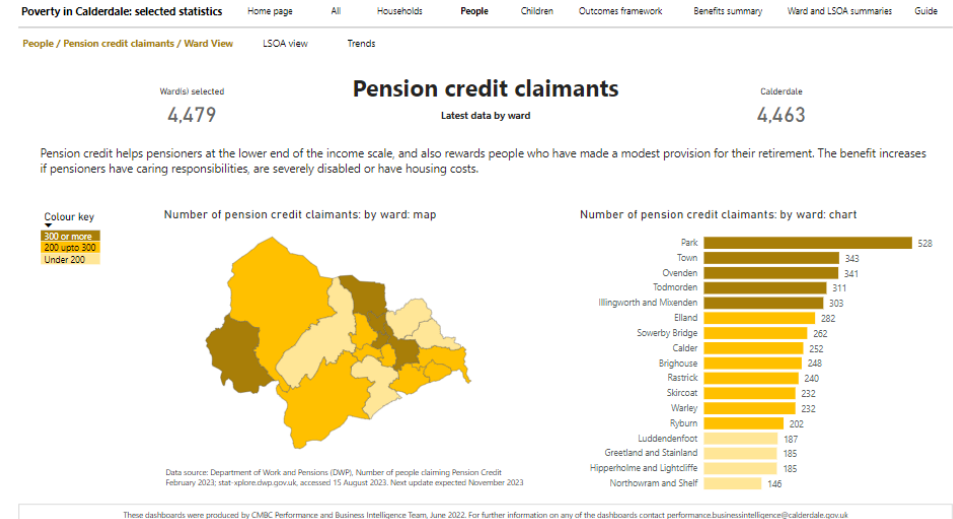 Poverty in Calderdale: selected statistics Home page All Households People Children Outcomes framework Benefits summary Ward and LSOA summaries Guide
People / Pension credit claimants / Ward View LSOA view Trends
Ward(s) selected
4,479
Pension credit claimants
Latest data by ward
Calderdale
4,463
Pension credit helps pensioners at the lower end of the income scale, and also rewards people who have made a modest provision for their retirement. The benefit increases
if pensioners have caring responsibilities, are severely disabled or have housing costs.
Colour key
300 or more
200 upto 300
Under 200
Number of pension credit claimants: by ward: map
Data source: Department of Work and Pensions (DWP), Number of people claiming Pension Credit
February 2023; stat-xplore.dwp.gov.uk, accessed 15 August 2023. Next update expected November 2023
Number of pension credit claimants: by ward: chart
Park 528
Town 343
Ovenden 341
Todmorden 311
Illingworth and Mixenden 303
Elland 282
Sowerby Bridge 262
Calder 252
Brighouse 248
Rastrick 240
Skircoat 232
Warley 232
Ryburn 202
Luddendenfoot 187
Greetland and Stainland 185
Hipperholme and Lightcliffe 185
Northowram and Shelf 146
These dashboards were produced by CMBC Performance and Business Intelligence Team, June 2022. For further information on any of the dashboards contact performance.businessintelligence@calderdale.gov.uk